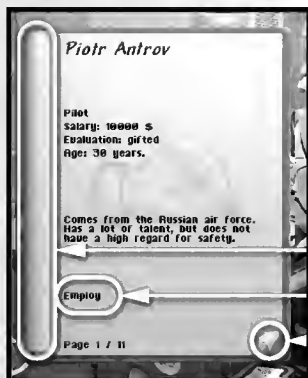 Piotr Antrov
Pilot
Salary: 10000 $
Evaluation: gifted
Age: 30 years.
Comes from the Russian air force.
Has a lot of talent, but does not
have a high regard for safety.
Employ
Page 1 / 11